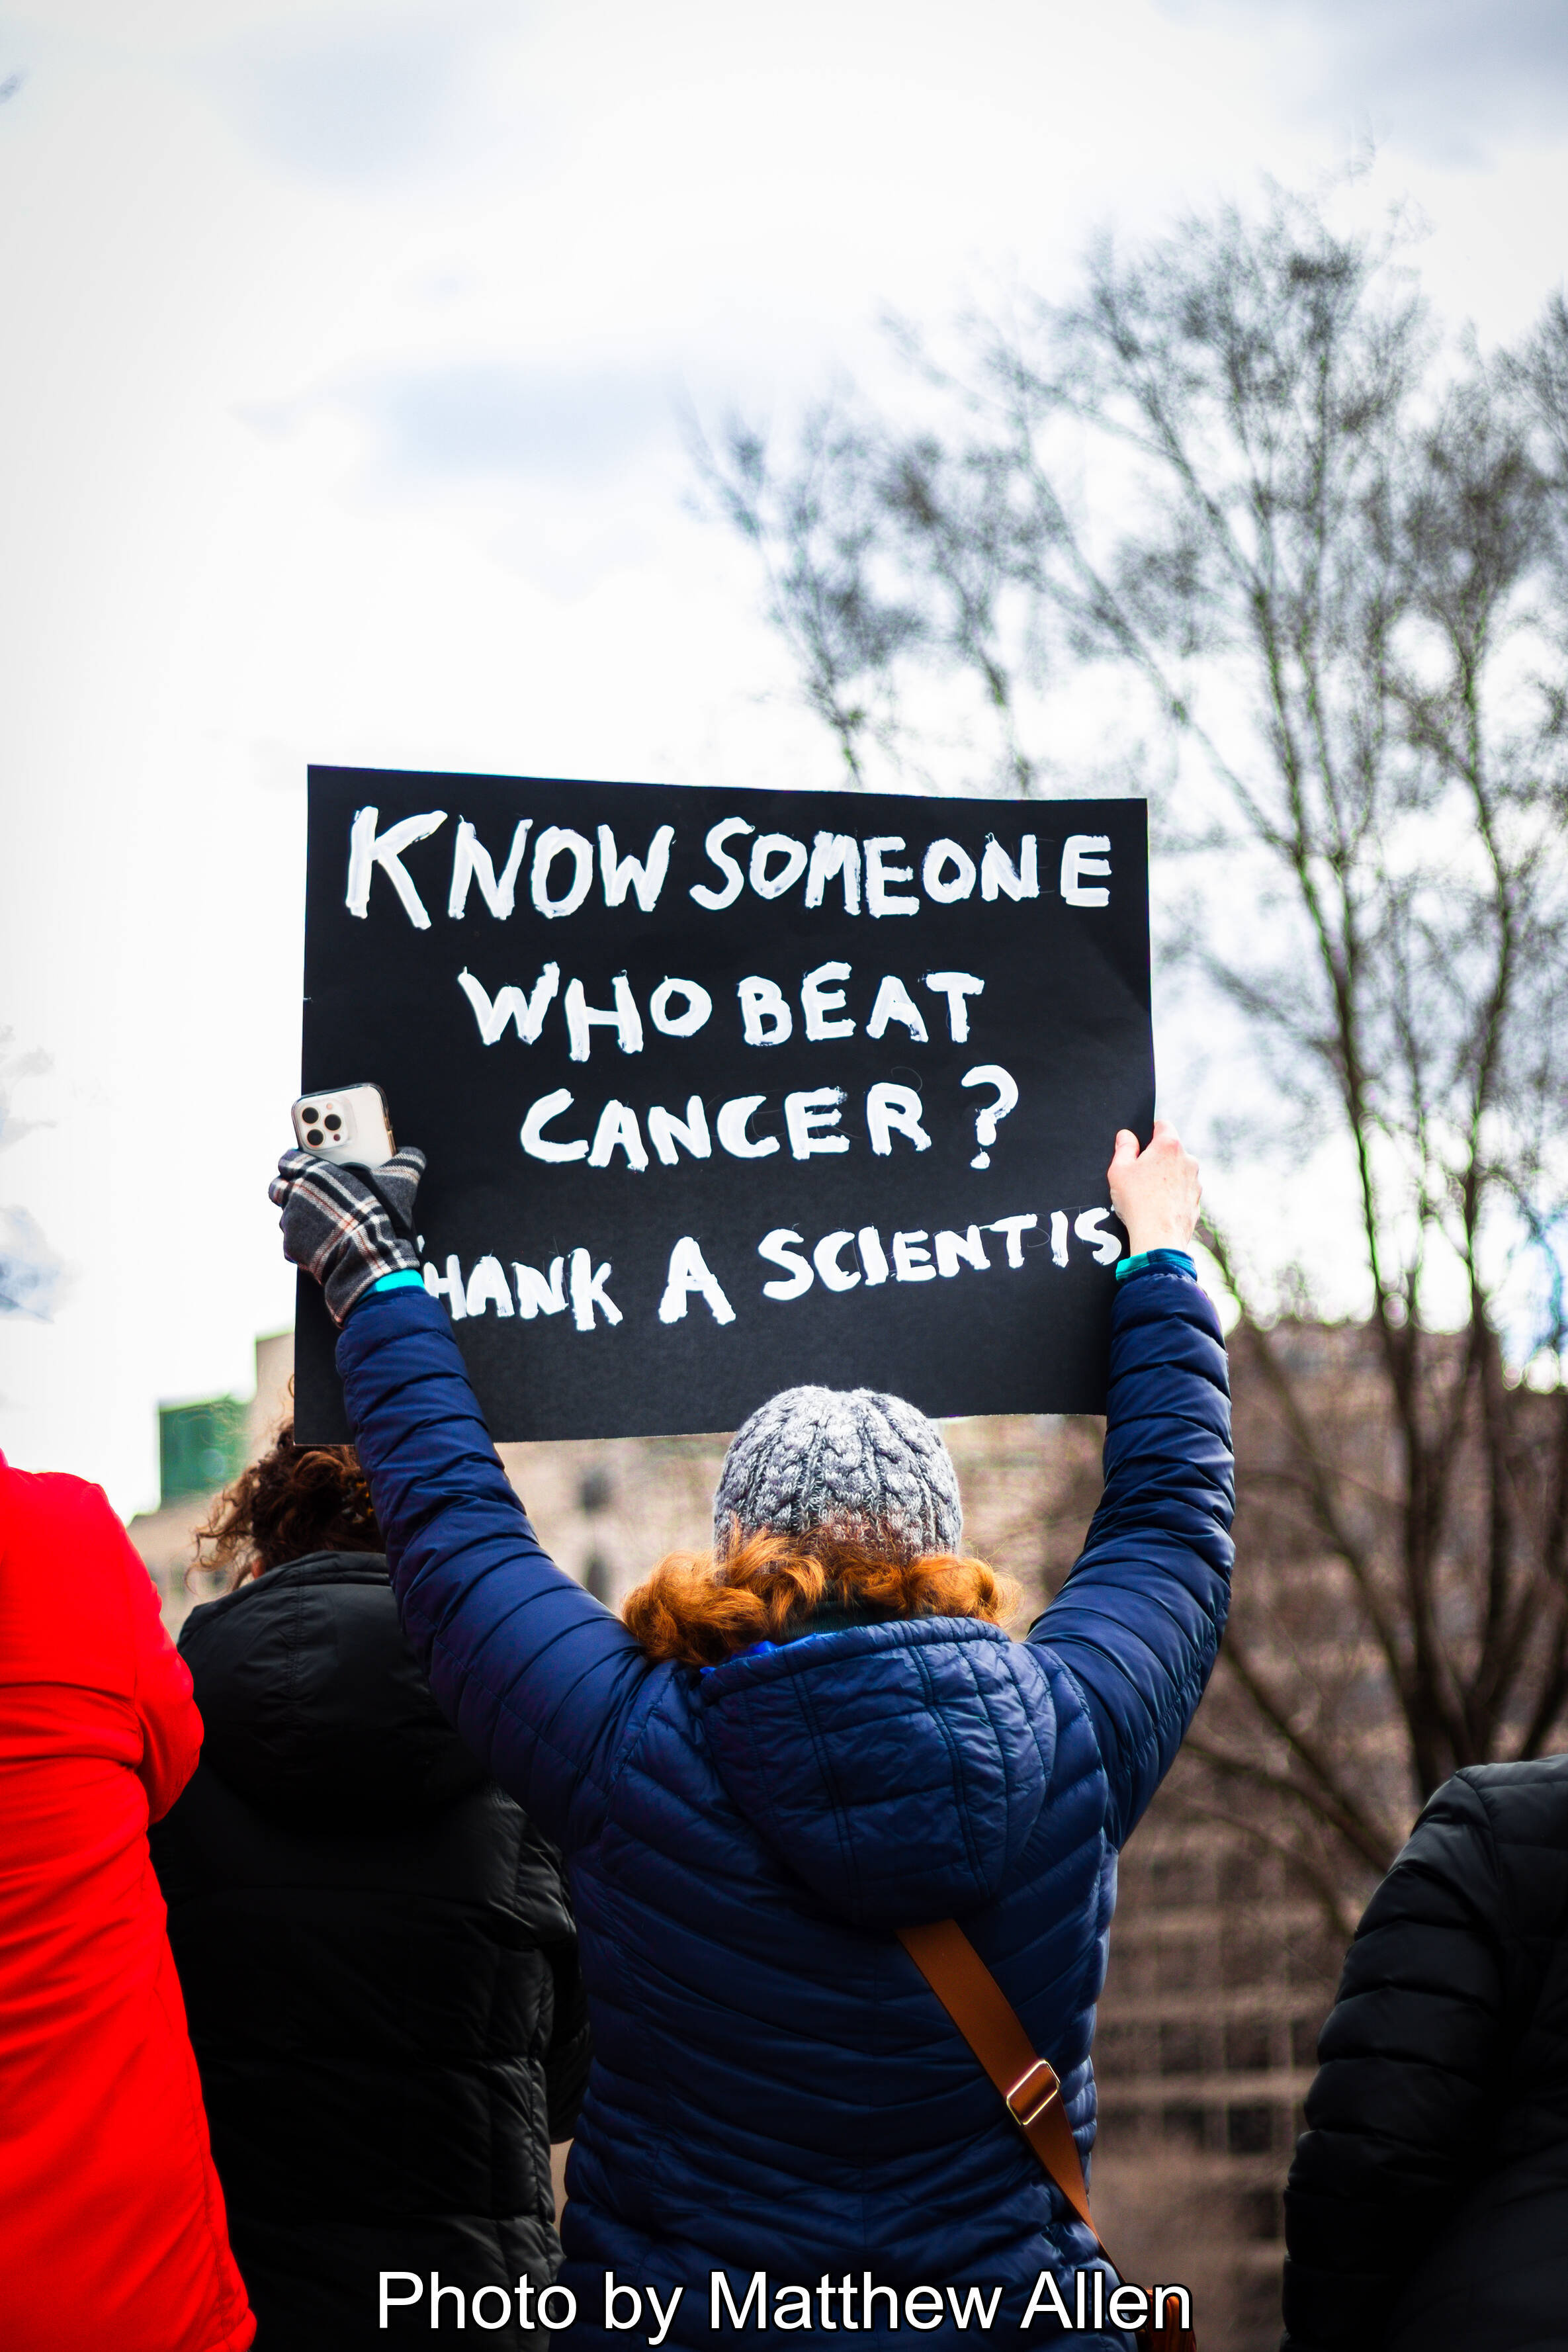 KNOW SOMEONE
WHO BEAT
CANCER?
HANK A SCIENTIS
Photo by Matthew Allen